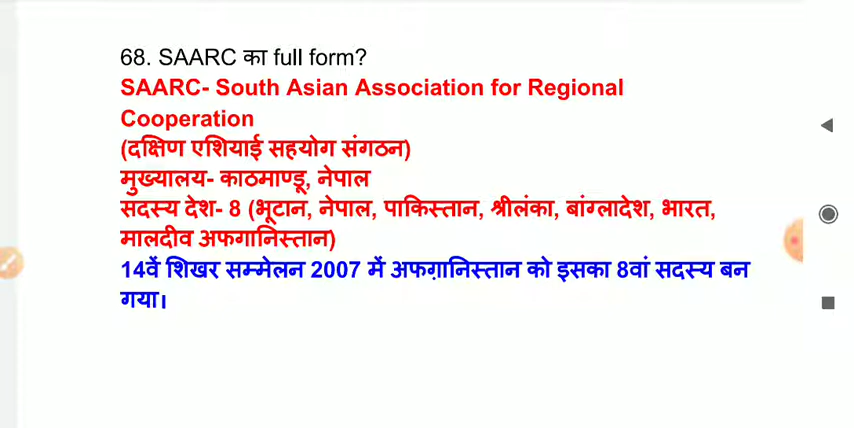 68. SAARC का full form?
SAARC- South Asian Association for Regional
Cooperation
(दक्षिण एशियाई सहयोग संगठन)
मुख्यालय- काठमाण्डू, नेपाल
सदस्य देश- 8 (भूटान, नेपाल, पाकिस्तान, श्रीलंका, बांग्लादेश, भारत,
मालदीव अफगानिस्तान)
14वें शिखर सम्मेलन 2007 में अफग़ानिस्तान को इसका 8वां सदस्य बन
गया।